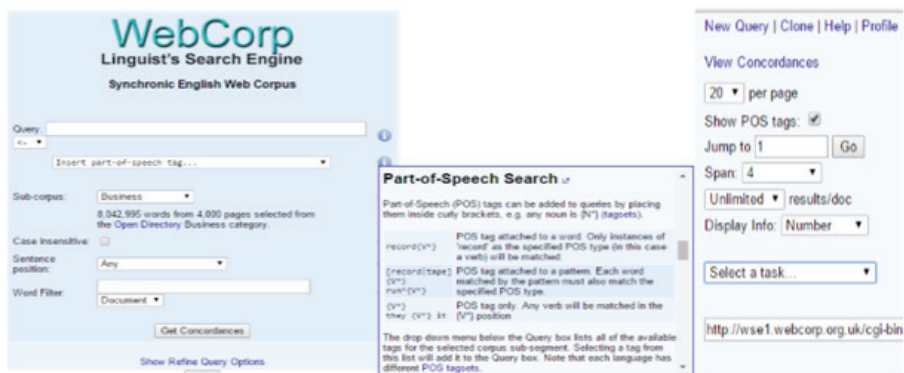 WebCorp
Linguist's Search Engine
Synchronic English Web Corpus
Query:
<-
Insert part-of-speech tag...
Sub-corpus: Business
8,042,995 words from 4,000 pages selected from
the Open Directory Business category.
Case Insensitive:
Sentence
position: Any
Word Filter:
Document
Get Concordances
Show Refine Query Options
Part-of-Speech Search
Part-of-Speech (POS) tags can be added to queries by placing
them inside curly brackets, e.g. any noun is {N*} (tagsets).
record{V*} POS tag attached to a word. Only instances of
'record' as the specified POS type (in this case
a verb) will be matched.
[record|tape]
{V*}
run*{V*}
POS tag attached to a pattern. Each word
matched by the pattern must also match the
specified POS type.
{V*}
they {V*} it
POS tag only. Any verb will be matched in the
{V*} position
The drop down menu below the Query box lists all of the available
tags for the selected corpus sub-segment. Selecting a tag from
this list will add it to the Query box. Note that each language has
different POS tagsets.
New Query | Clone | Help | Profile
View Concordances
20 per page
Show POS tags:
Jump to 1 Go
Span: 4
Unlimited results/doc
Display Info: Number
Select a task...
http://wse1.webcorp.org.uk/cgi-bin